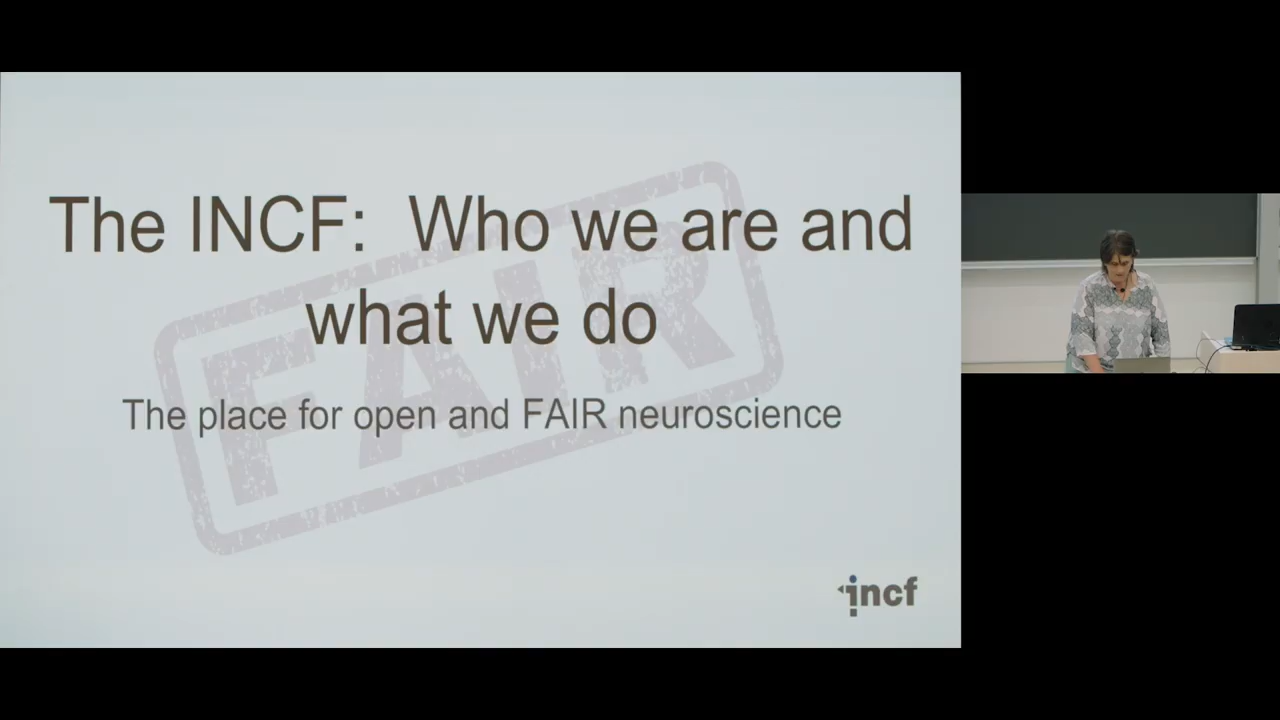 The INCF: Who we are and
what we do
The place for open and FAIR neuroscience
FAIR
incf